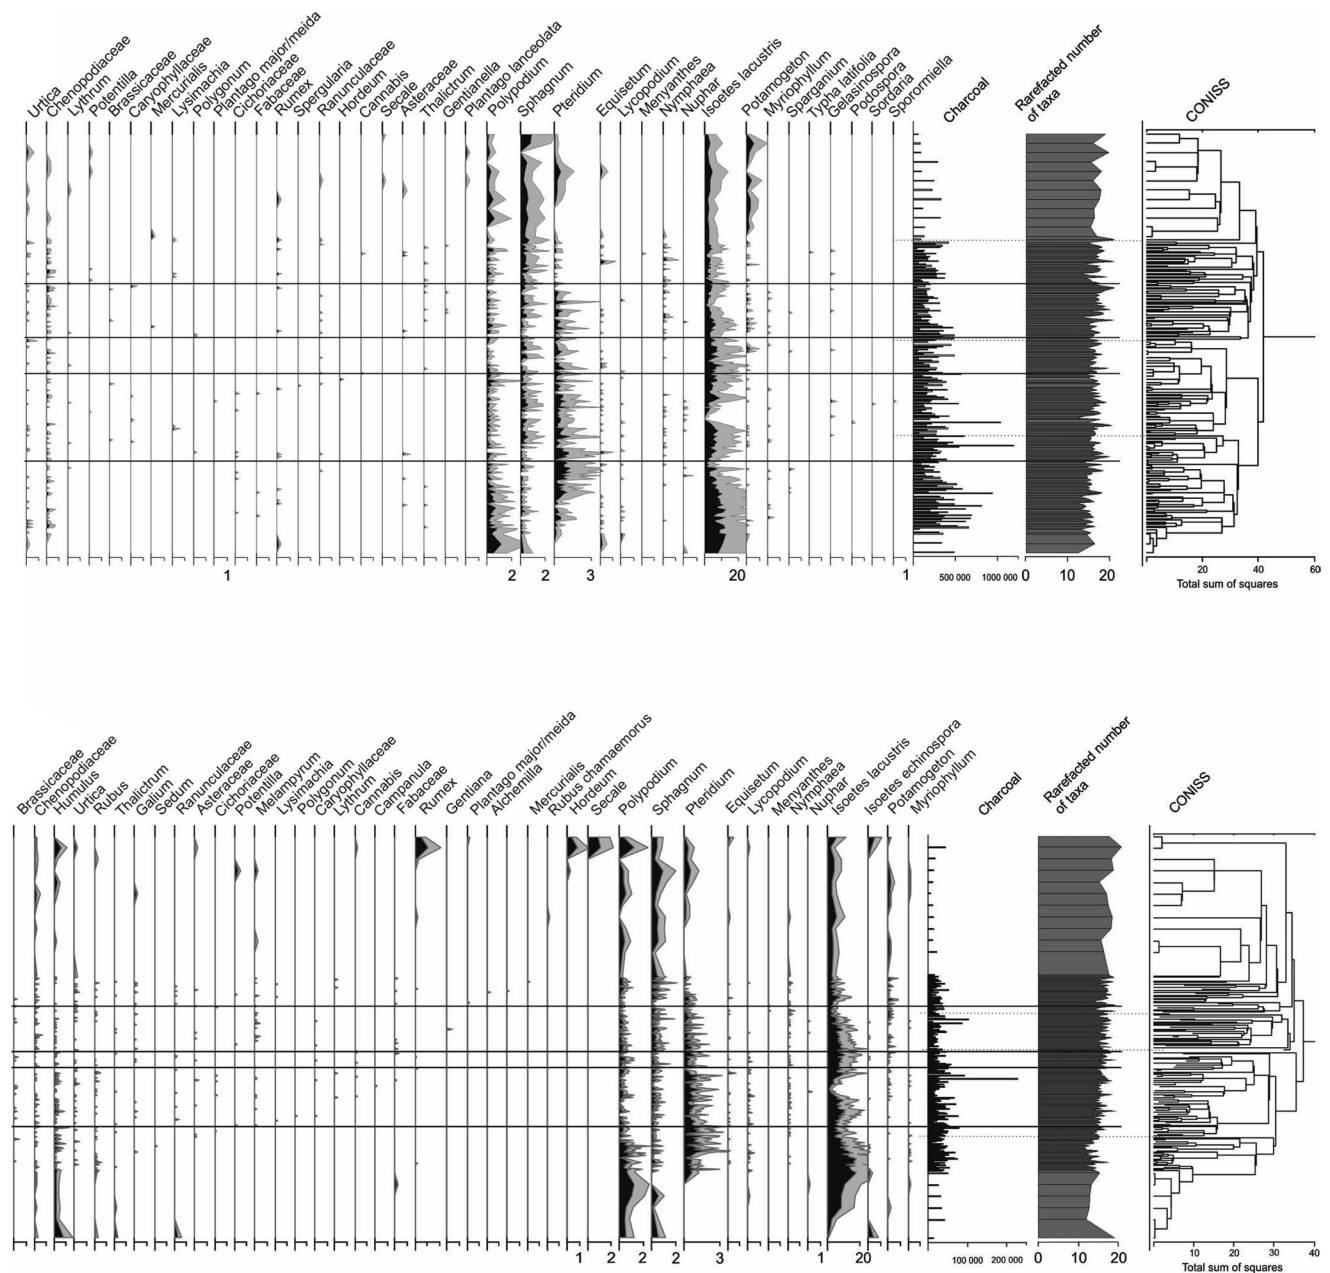 Urtica
Chenopodiaceae
Lythrum
Potentilla
Brassicaceae
Caryophyllaceae
Mercurialis
Lysimachia
Polygonum
Plantago major/meida
Cichoriaceae
Fabaceae
Rumex
Spergularia
Ranunculaceae
Hordeum
Cannabis
Secale
Asteraceae
Thalictrum
Gentianella
Plantago lanceolata
Polypodium
Sphagnum
Pteridium
Equisetum
Lycopodium
Menyanthes
Nymphaea
Nuphar
Isoetes lacustris
Potamogeton
Myriophyllum
Sparganium
Typha latifolia
Gelasinospora
Podospora
Sordaria
Sporormiella
Charcoal
Rarefacted number
of taxa
CONISS
1 2 2 3 20 1
500 000 1000 000
0 10 20
20 40 60
Total sum of squares
Brassicaceae
Chenopodiaceae
Humulus
Urtica
Rubus
Thalictrum
Galium
Sedum
Ranunculaceae
Asteraceae
Cichoriaceae
Potentilla
Melampyrum
Lysimachia
Polygonum
Caryophyllaceae
Lythrum
Cannabis
Campanula
Fabaceae
Rumex
Gentiana
Plantago major/meida
Alchemilla
Mercurialis
Rubus chamaemorus
Hordeum
Secale
Polypodium
Sphagnum
Pteridium
Equisetum
Lycopodium
Menyanthes
Nymphaea
Nuphar
Isoetes lacustris
Isoetes echinospora
Potamogeton
Myriophyllum
Charcoal
Rarefacted number
of taxa
CONISS
1 2 2 2 3 1 20
100 000 200 000
0 10 20
10 20 30 40
Total sum of squares